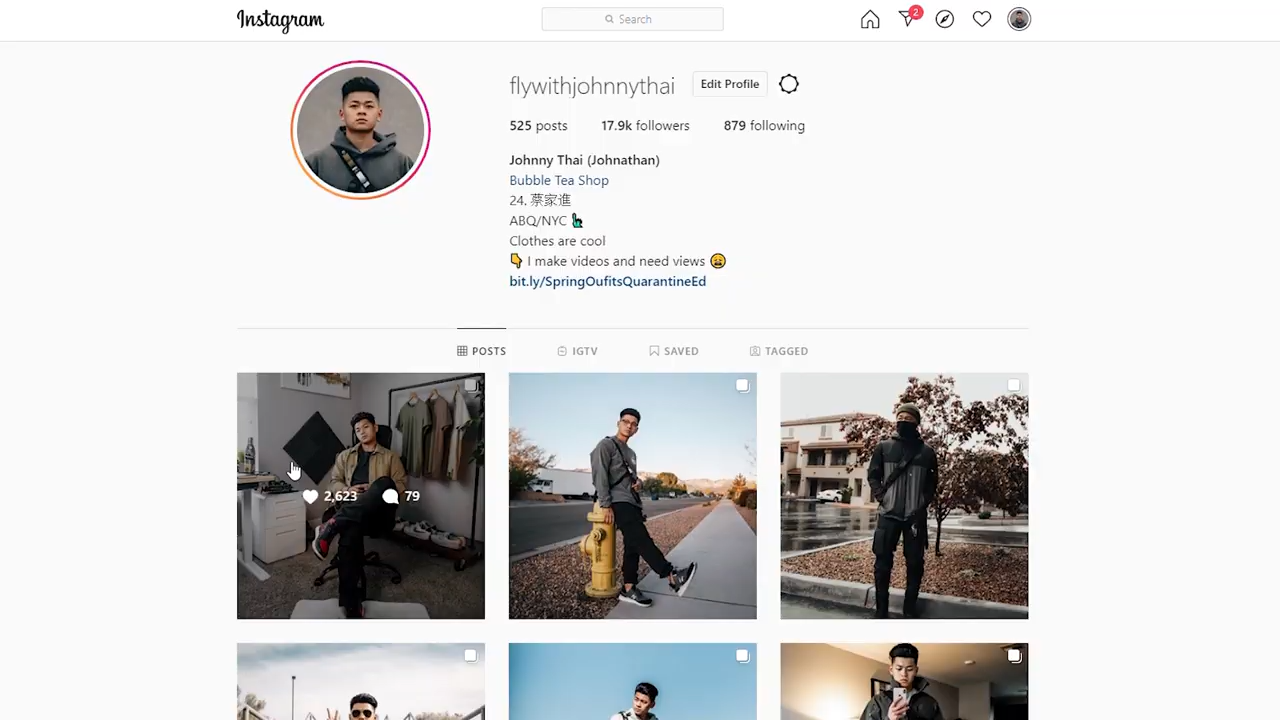 Instagram
Search
2
flywithjohnnythai
Edit Profile
525 posts 17.9k followers 879 following
Johnny Thai (Johnathan)
Bubble Tea Shop
24. 蔡家進
ABQ/NYC
Clothes are cool
I make videos and need views
bit.ly/SpringOufitsQuarantineEd
POSTS IGTV SAVED TAGGED
2,623 79